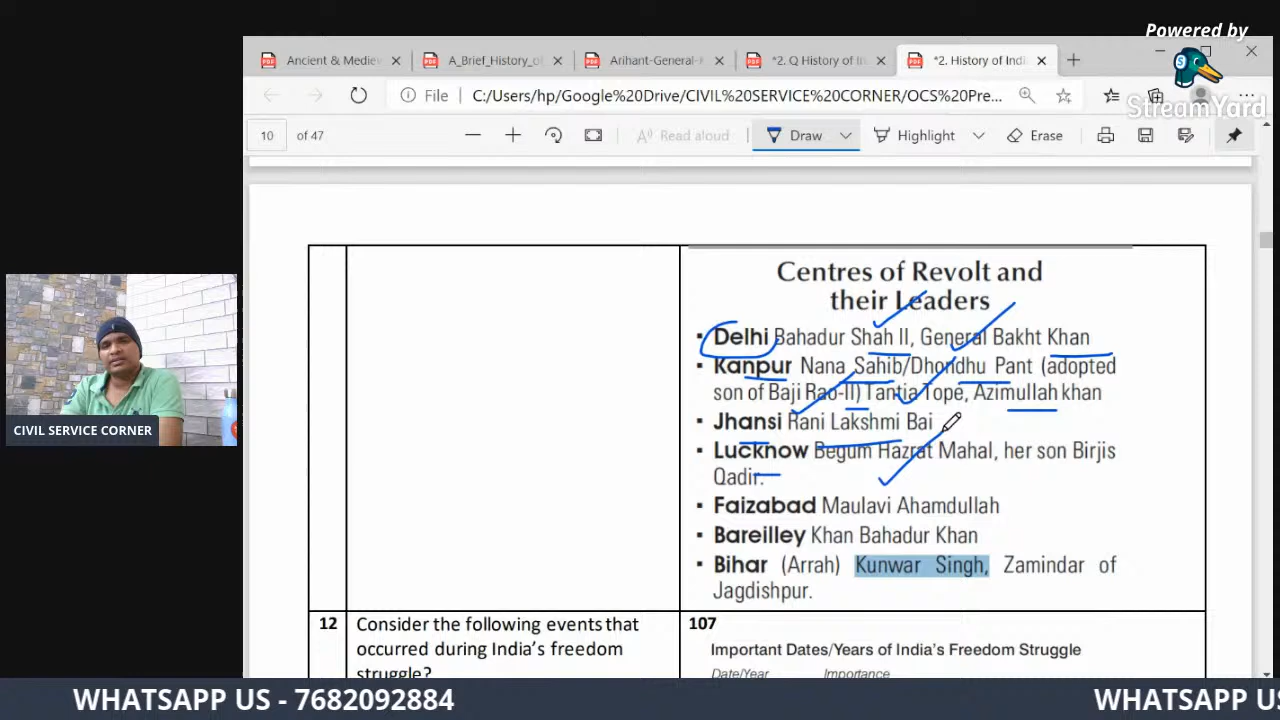 Powered by
StreamYard
Ancient & Mediev
A_Brief_History_o
Arihant-General-K
*2. Q History of In
*2. History of Indi
File
C:/Users/hp/Google%20Drive/CIVIL%20SERVICE%20CORNER/OCS%20Pre...
10 of 47
Read aloud
Draw
Highlight
Erase
Centres of Revolt and
their Leaders
Delhi Bahadur Shah II, General Bakht Khan
Kanpur Nana Sahib/Dhondhu Pant (adopted
son of Baji Rao-II) Tantia Tope, Azimullah khan
Jhansi Rani Lakshmi Bai
Lucknow Begum Hazrat Mahal, her son Birjis
Qadir.
Faizabad Maulavi Ahamdullah
Bareilley Khan Bahadur Khan
Bihar (Arrah) Kunwar Singh, Zamindar of
Jagdishpur.
12 Consider the following events that
occurred during India's freedom
struggle?
107
Important Dates/Years of India's Freedom Struggle
Date/Year Importance
CIVIL SERVICE CORNER
WHATSAPP US - 7682092884
WHATSAPP US